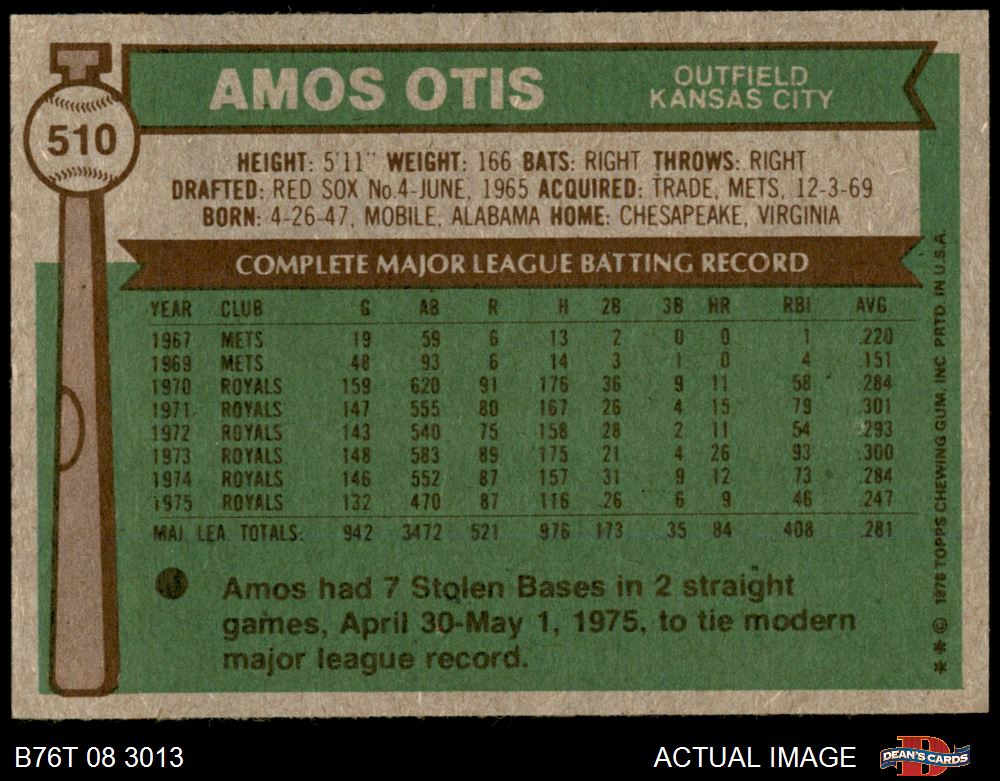 510
AMOS OTIS
OUTFIELD
KANSAS CITY
HEIGHT: 5'11" WEIGHT: 166 BATS: RIGHT THROWS: RIGHT
DRAFTED: RED SOX No.4-JUNE, 1965 ACQUIRED: TRADE, METS, 12-3-69
BORN: 4-26-47, MOBILE, ALABAMA HOME: CHESAPEAKE, VIRGINIA
COMPLETE MAJOR LEAGUE BATTING RECORD
YEAR CLUB G AB R H 2B 3B HR RBI AVG
1967 METS 19 59 6 13 2 0 0 1 .220
1969 METS 48 93 6 14 3 1 0 4 .151
1970 ROYALS 159 620 91 176 36 9 11 58 .284
1971 ROYALS 147 555 80 167 26 4 15 79 .301
1972 ROYALS 143 540 75 158 28 2 11 54 .293
1973 ROYALS 148 583 89 175 21 4 26 93 .300
1974 ROYALS 146 552 87 157 31 9 12 73 .284
1975 ROYALS 132 470 87 116 26 6 9 46 .247
MAJ. LEA. TOTALS: 942 3472 521 976 173 35 84 408 .281
Amos had 7 Stolen Bases in 2 straight
games, April 30-May 1, 1975, to tie modern
major league record.
* * © 1976 TOPPS CHEWING GUM, INC PRTD. IN U.S.A.
B76T 08 3013
ACTUAL IMAGE
DEAN'S CARDS